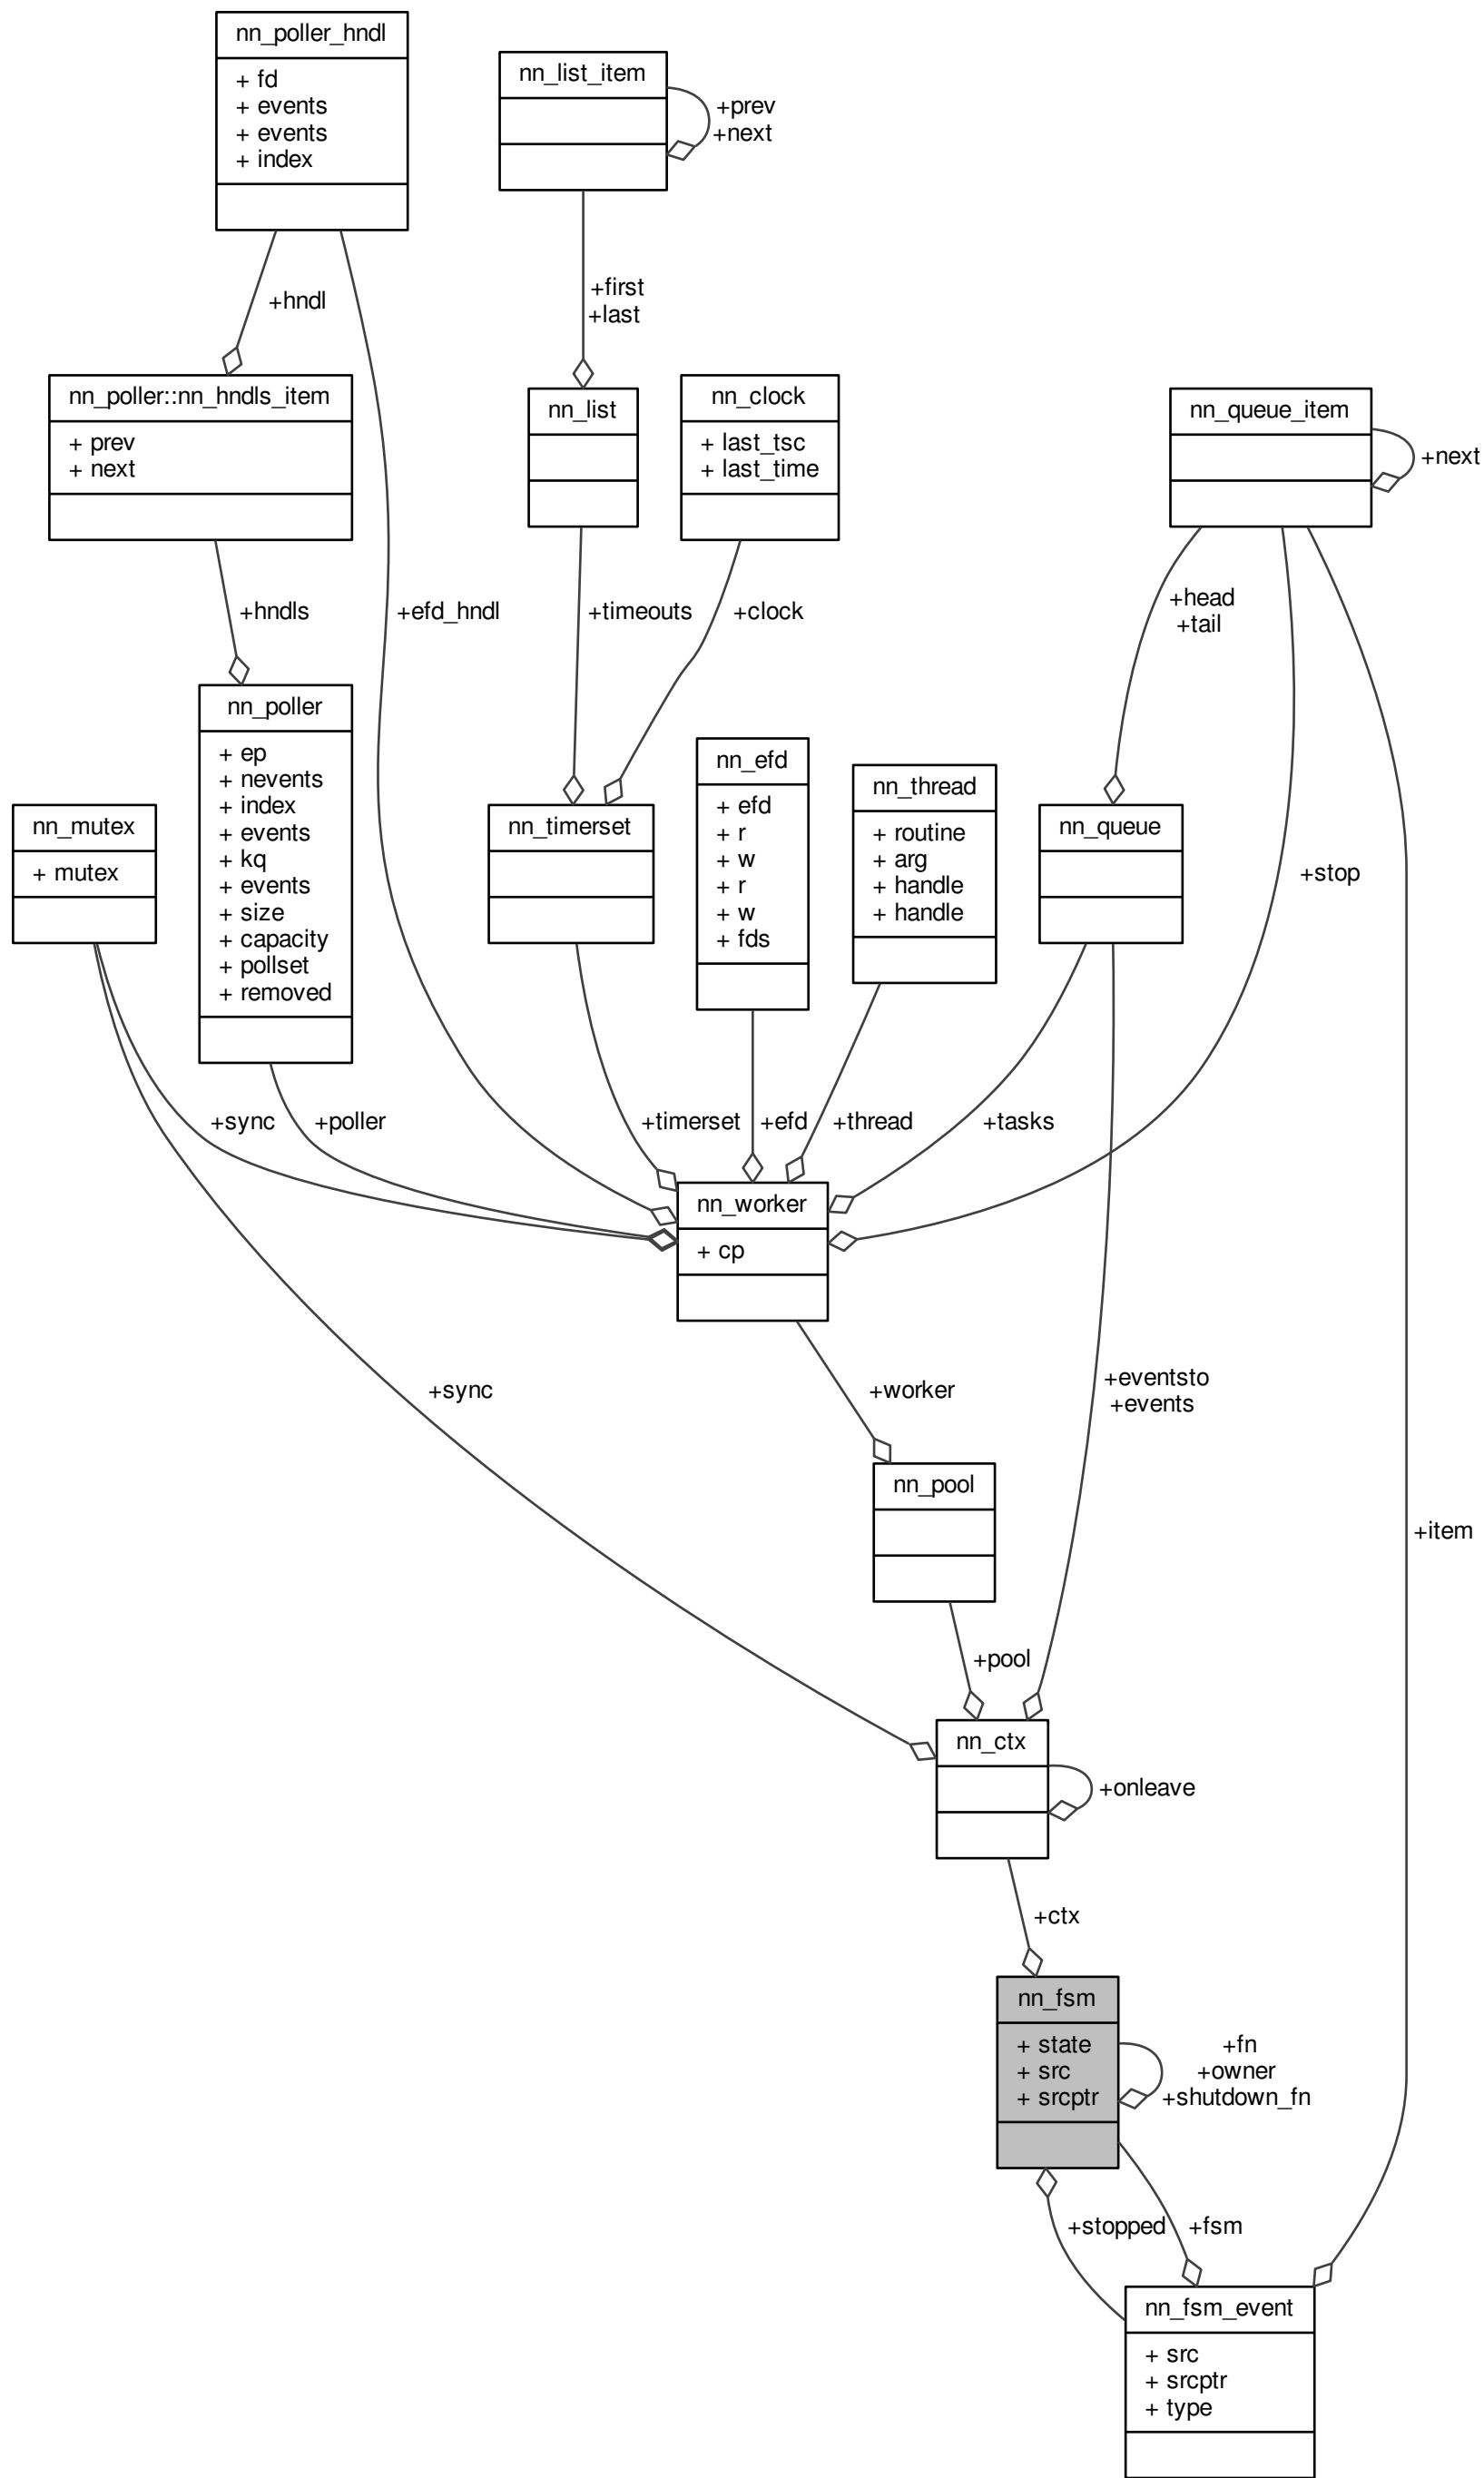 nn_poller_hndl
+ fd
+ events
+ events
+ index
nn_list_item
+prev
+next
+hndl
+first
+last
nn_poller::nn_hndls_item
+ prev
+ next
nn_list
nn_clock
+ last_tsc
+ last_time
nn_queue_item
+next
+hndls
+efd_hndl
+timeouts
+clock
+head
+tail
nn_poller
+ ep
+ nevents
+ index
+ events
+ kq
+ events
+ size
+ capacity
+ pollset
+ removed
nn_mutex
+ mutex
nn_timerset
nn_efd
+ efd
+ r
+ w
+ r
+ w
+ fds
nn_thread
+ routine
+ arg
+ handle
+ handle
nn_queue
+stop
+sync
+poller
+timerset
+efd
+thread
+tasks
nn_worker
+ cp
+sync
+worker
+eventsto
+events
nn_pool
+item
+pool
nn_ctx
+onleave
+ctx
nn_fsm
+ state
+ src
+ srcptr
+fn
+owner
+shutdown_fn
+stopped
+fsm
nn_fsm_event
+ src
+ srcptr
+ type